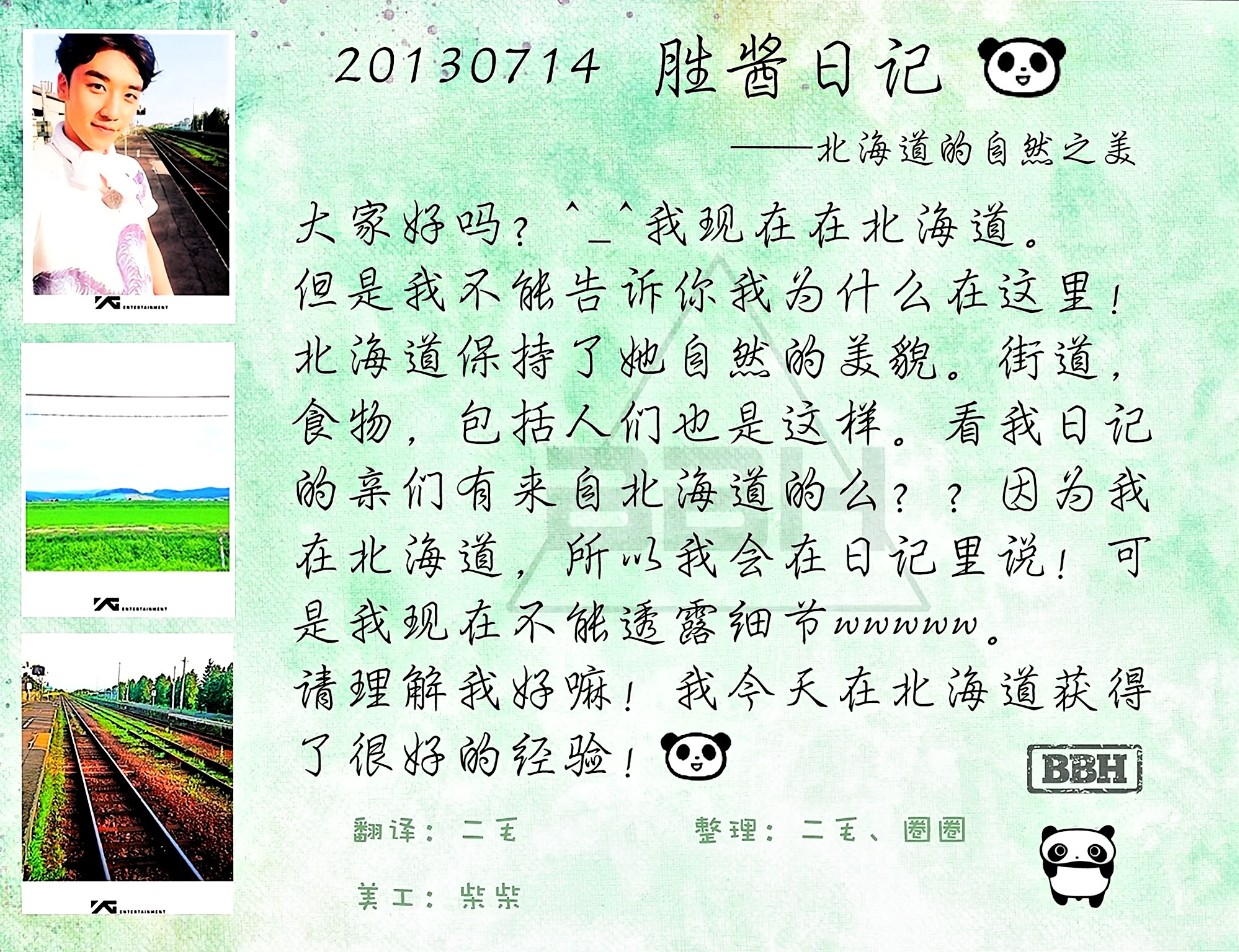 20130714 胜酱日记
——北海道的自然之美
大家好吗？^_^我现在在北海道。
但是我不能告诉你我为什么在这里！
北海道保持了她自然的美貌。街道，
食物，包括人们也是这样。看我日记
的亲们有来自北海道的么？？因为我
在北海道，所以我会在日记里说！可
是我现在不能透露细节wwwww。
请理解我好嘛！我今天在北海道获得
了很好的经验！
翻译：二毛 整理：二毛、圈圈
美工：柴柴
BBH
BBH
YG ENTERTAINMENT
YG ENTERTAINMENT
YG ENTERTAINMENT